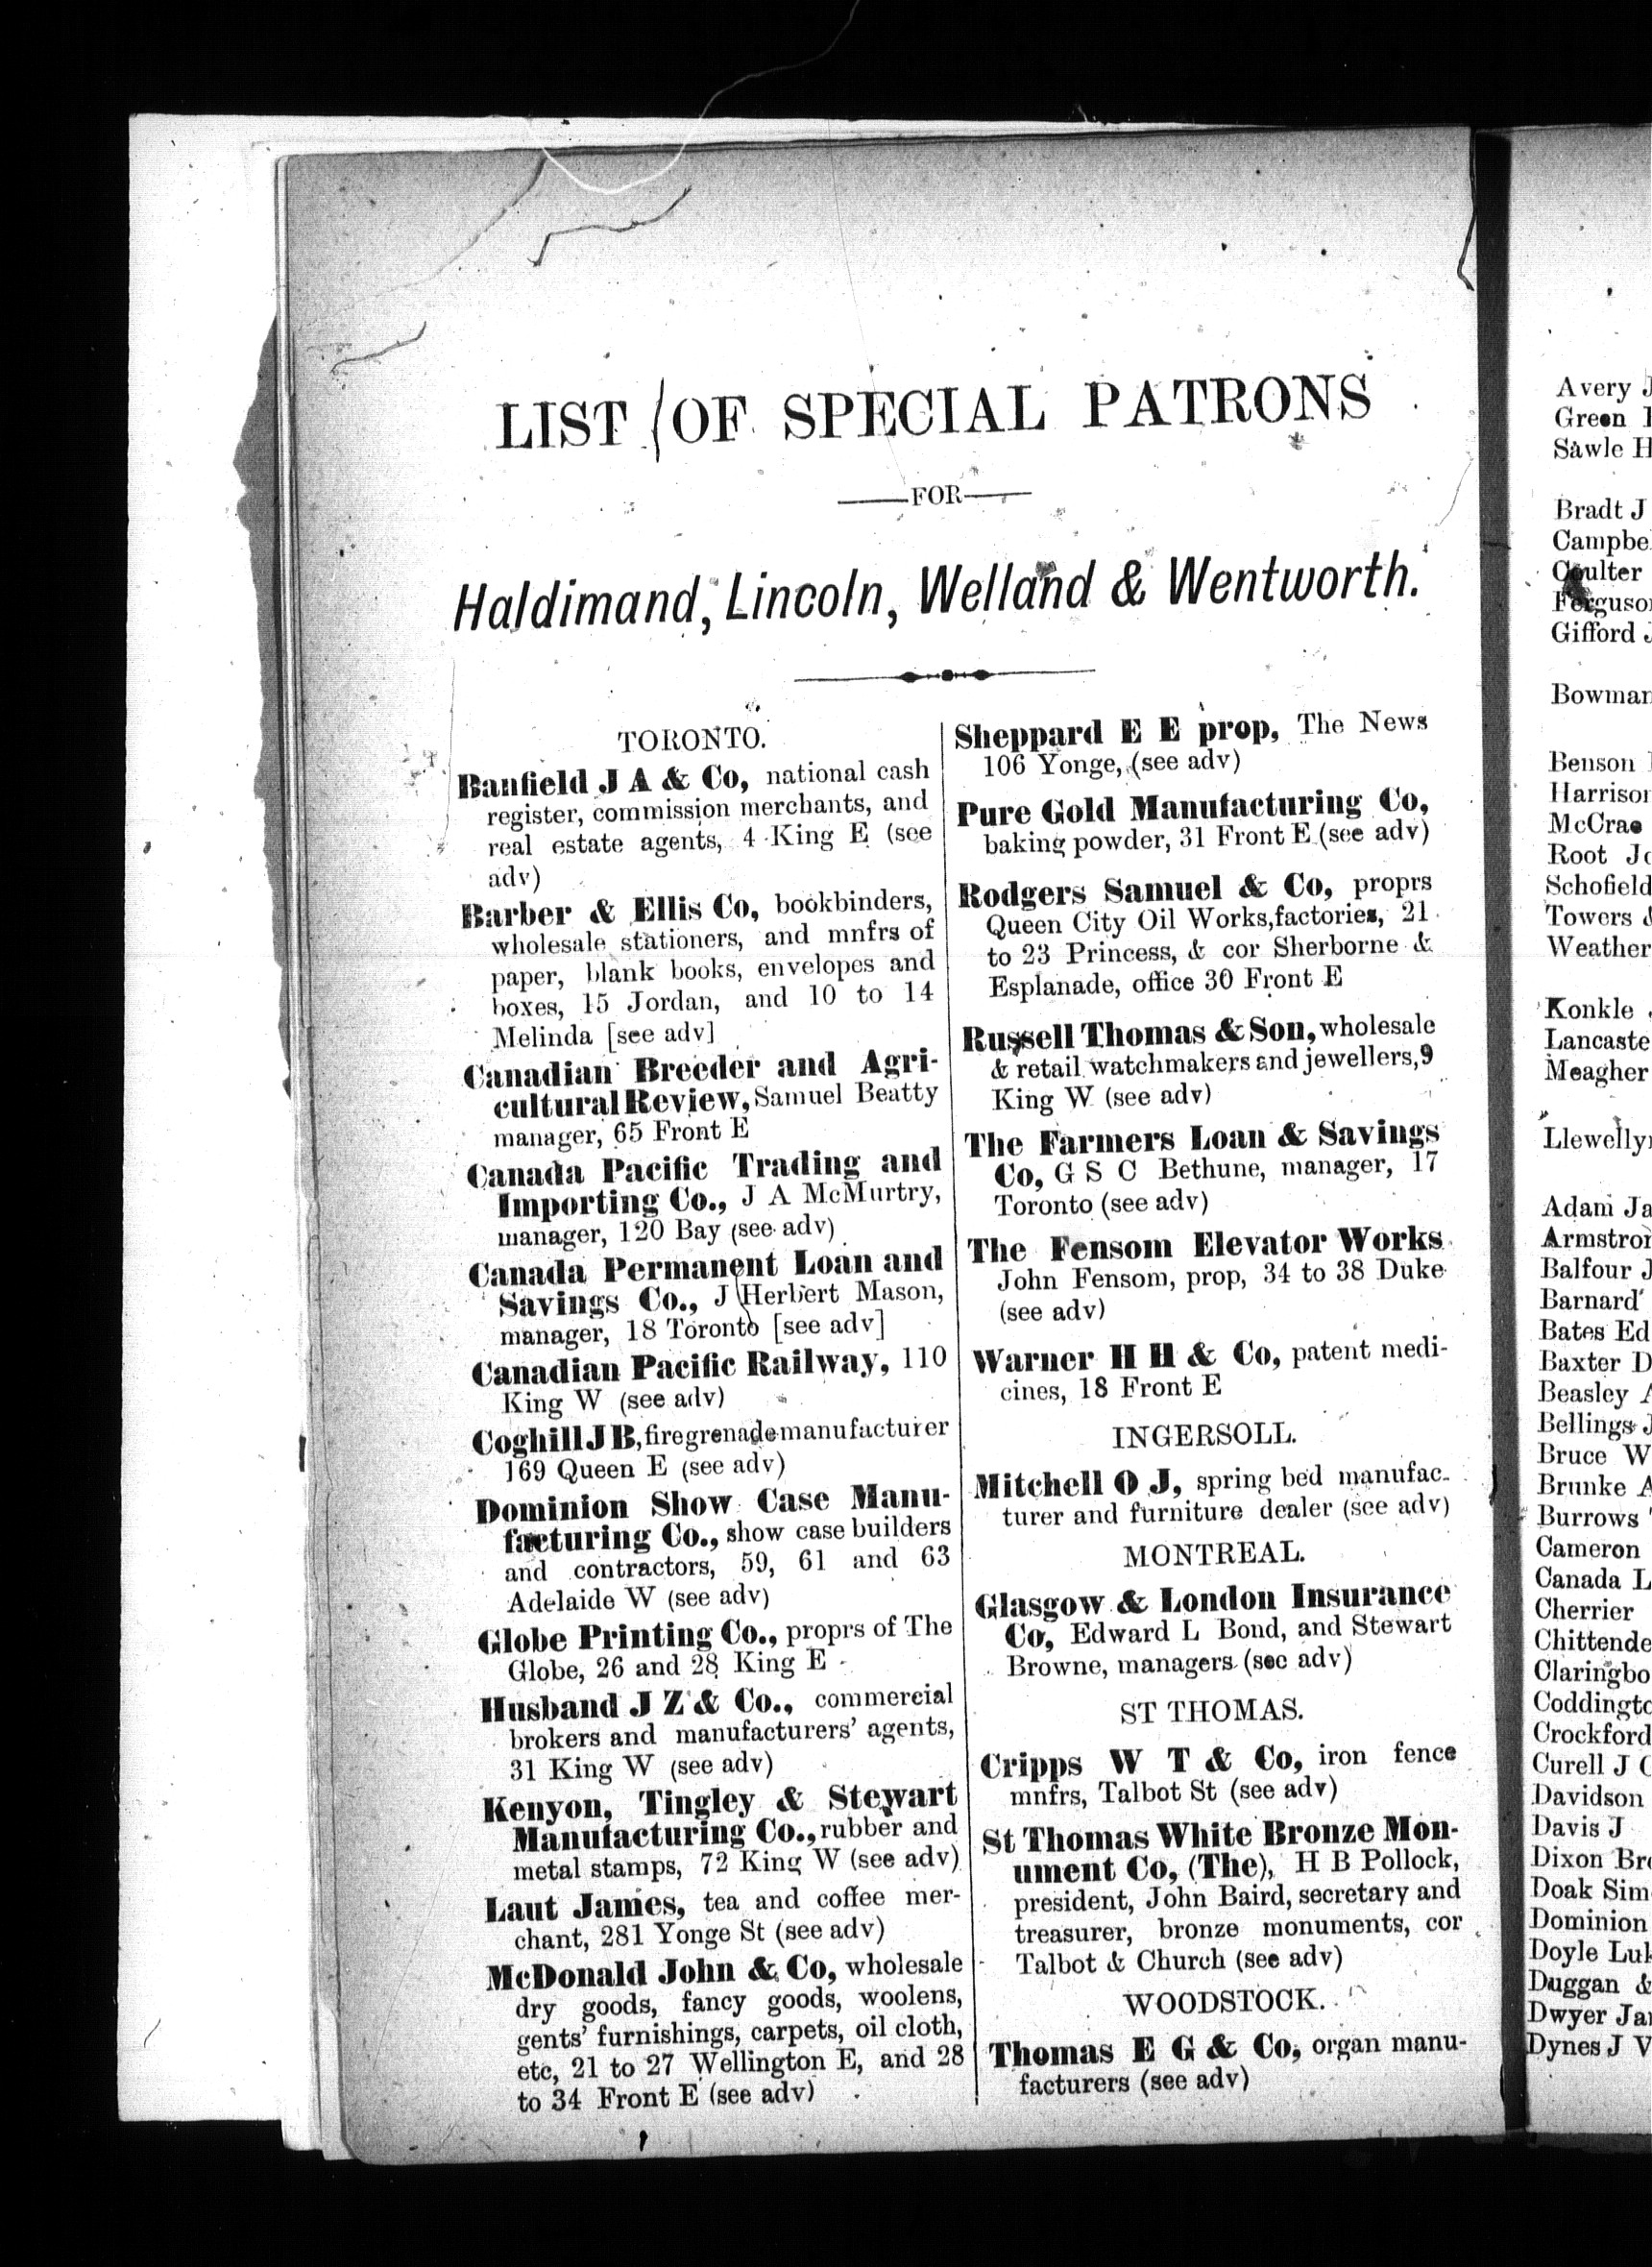 LIST OF SPECIAL PATRONS
FOR
Haldimand, Lincoln, Welland & Wentworth.
TORONTO.
Banfield J A & Co, national cash
register, commission merchants, and
real estate agents, 4 King E (see
adv)
Barber & Ellis Co, bookbinders,
wholesale stationers, and mnfrs of
paper, blank books, envelopes and
boxes, 15 Jordan, and 10 to 14
Melinda [see adv]
Canadian Breeder and Agri-
cultural Review, Samuel Beatty
manager, 65 Front E
Canada Pacific Trading and
Importing Co., J A McMurtry,
manager, 120 Bay (see adv)
Canada Permanent Loan and
Savings Co., J Herbert Mason,
manager, 18 Toronto [see adv]
Canadian Pacific Railway, 110
King W (see adv)
Coghill J B, fire grenade manufacturer
169 Queen E (see adv)
Dominion Show Case Manu-
facturing Co., show case builders
and contractors, 59, 61 and 63
Adelaide W (see adv)
Globe Printing Co., proprs of The
Globe, 26 and 28 King E
Husband J Z & Co., commercial
brokers and manufacturers' agents,
31 King W (see adv)
Kenyon, Tingley & Stewart
Manufacturing Co., rubber and
metal stamps, 72 King W (see adv)
Laut James, tea and coffee mer-
chant, 281 Yonge St (see adv)
McDonald John & Co, wholesale
dry goods, fancy goods, woolens,
gents' furnishings, carpets, oil cloth,
etc, 21 to 27 Wellington E, and 28
to 34 Front E (see adv)
Sheppard E E prop, The News
106 Yonge, (see adv)
Pure Gold Manufacturing Co,
baking powder, 31 Front E (see adv)
Rodgers Samuel & Co, proprs
Queen City Oil Works, factories, 21
to 23 Princess, & cor Sherborne &
Esplanade, office 30 Front E
Russell Thomas & Son, wholesale
& retail watchmakers and jewellers, 9
King W (see adv)
The Farmers Loan & Savings
Co, G S C Bethune, manager, 17
Toronto (see adv)
The Fensom Elevator Works
John Fensom, prop, 34 to 38 Duke
(see adv)
Warner H H & Co, patent medi-
cines, 18 Front E
INGERSOLL.
Mitchell O J, spring bed manufac-
turer and furniture dealer (see adv)
MONTREAL.
Glasgow & London Insurance
Co, Edward L Bond, and Stewart
Browne, managers (see adv)
ST THOMAS.
Cripps W T & Co, iron fence
mnfrs, Talbot St (see adv)
St Thomas White Bronze Mon-
ument Co, (The), H B Pollock,
president, John Baird, secretary and
treasurer, bronze monuments, cor
Talbot & Church (see adv)
WOODSTOCK.
Thomas E G & Co, organ manu-
facturers (see adv)
Avery J
Green
Sawle H
Bradt J
Campbe
Coulter
Ferguso
Gifford J
Bowman
Benson
Harrison
McCrae
Root Jo
Schofield
Towers
Weather
Konkle
Lancaste
Meagher
Llewelly
Adam Ja
Armstron
Balfour J
Barnard
Bates Ed
Baxter D
Beasley A
Bellings J
Bruce W
Brunke A
Burrows
Cameron
Canada L
Cherrier
Chittende
Claringbo
Coddingto
Crockford
Curell J C
Davidson
Davis J
Dixon Bro
Doak Sim
Dominion
Doyle Luk
Duggan &
Dwyer Jam
Dynes J V